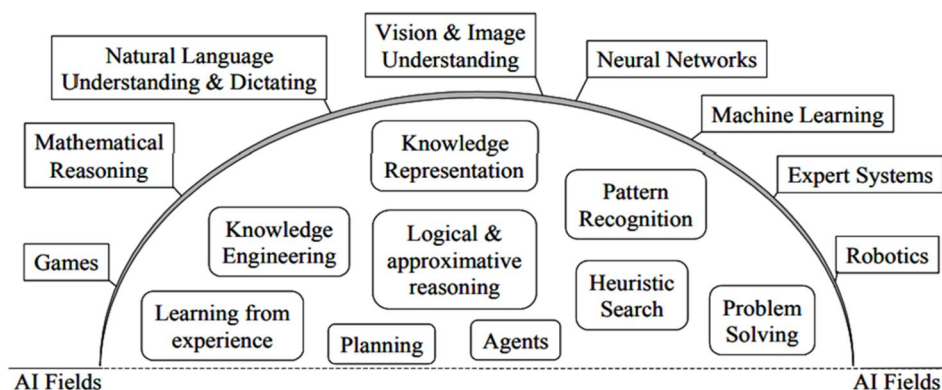 Vision & Image
Understanding
Natural Language
Understanding & Dictating
Neural Networks
Machine Learning
Mathematical
Reasoning
Expert Systems
Games
Robotics
Knowledge
Representation
Pattern
Recognition
Knowledge
Engineering
Logical &
approximative
reasoning
Heuristic
Search
Learning from
experience
Problem
Solving
Planning
Agents
AI Fields
AI Fields